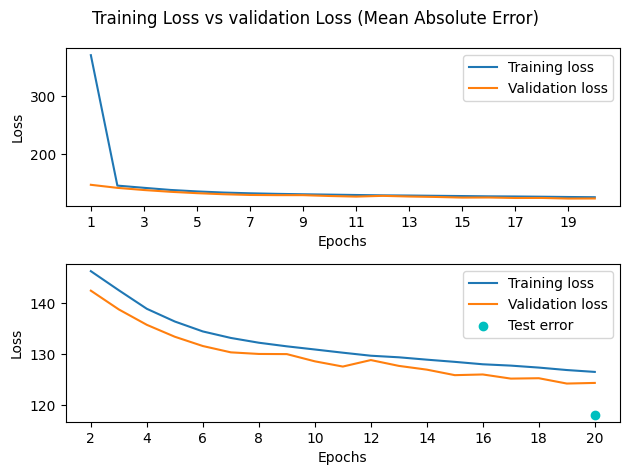 Training Loss vs validation Loss (Mean Absolute Error)
Training loss
Validation loss
300
200
Loss
1 3 5 7 9 11 13 15 17 19
Epochs
Training loss
Validation loss
Test error
140
130
120
Loss
2 4 6 8 10 12 14 16 18 20
Epochs